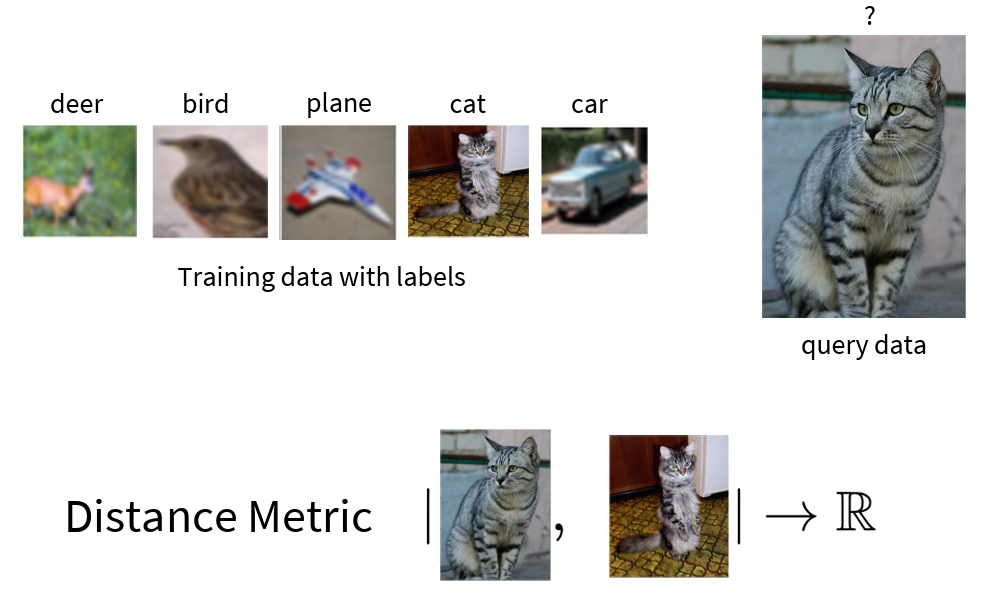 ?
deer bird plane cat car
Training data with labels
query data
Distance Metric | , | → ℝ